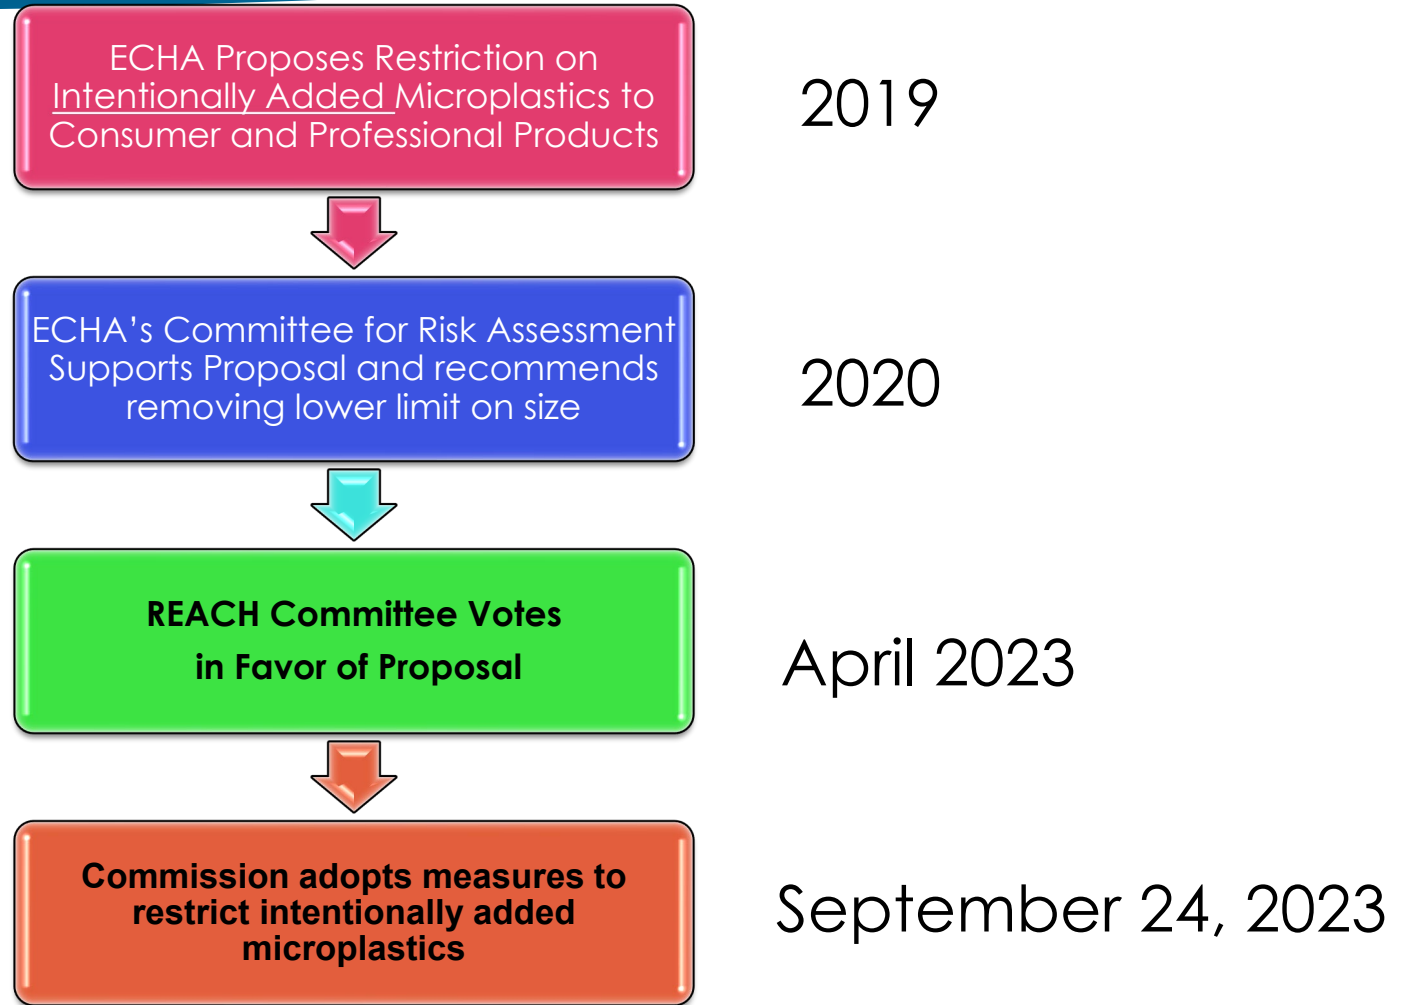 ECHA Proposes Restriction on
Intentionally Added Microplastics to
Consumer and Professional Products
2019
ECHA’s Committee for Risk Assessment
Supports Proposal and recommends
removing lower limit on size
2020
REACH Committee Votes
in Favor of Proposal
April 2023
Commission adopts measures to
restrict intentionally added
microplastics
September 24, 2023